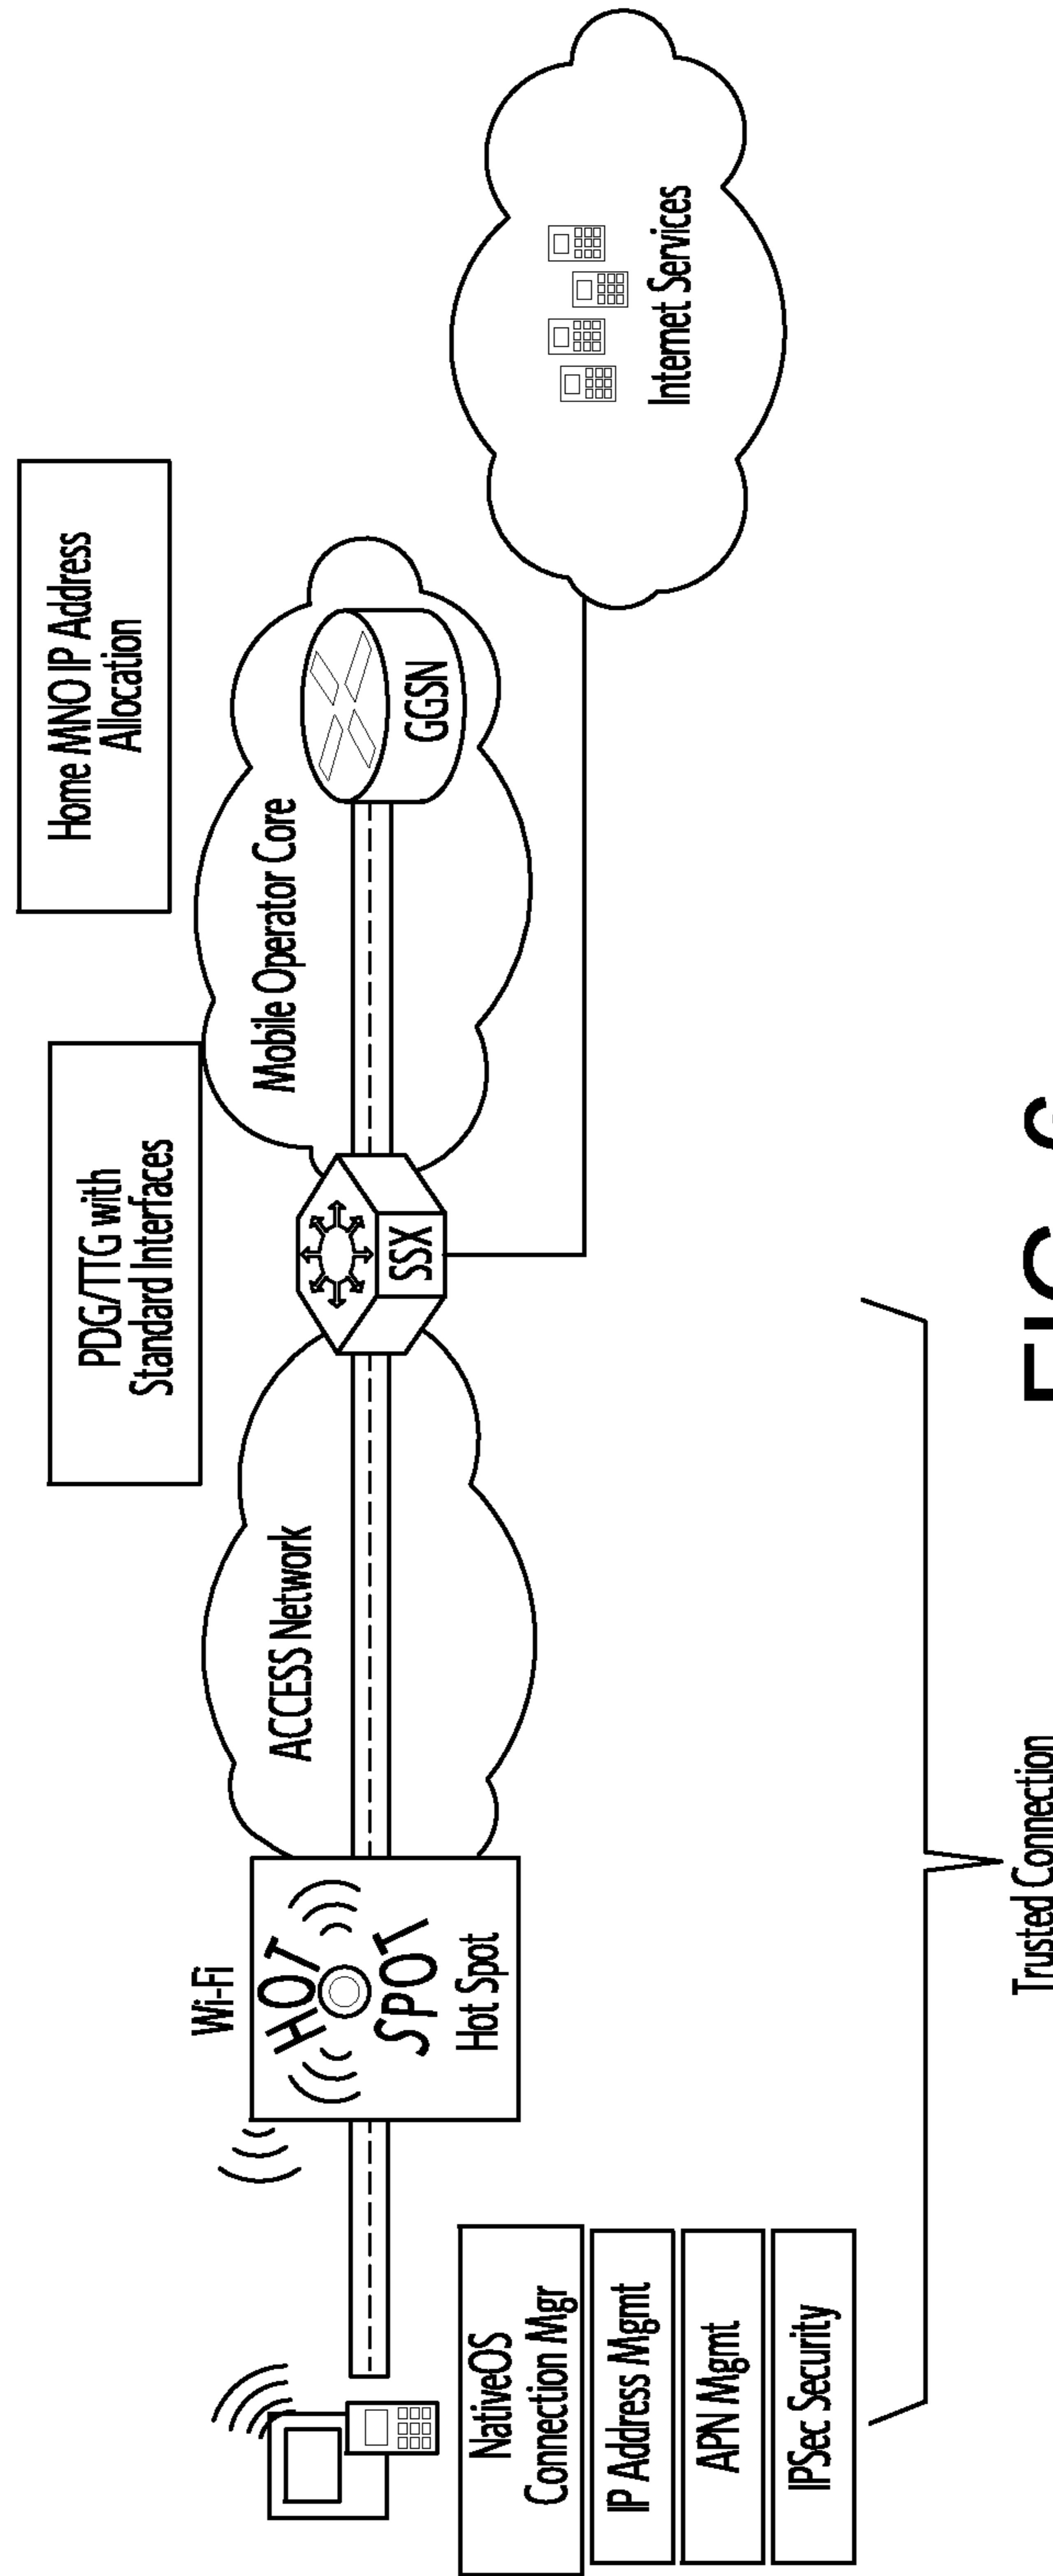 Home MNO IP Address
Allocation
PDG/TTG with
Standard Interfaces
Wi-Fi
HOT
SPOT
Hot Spot
ACCESS Network
SSX
Mobile Operator Core
GGSN
Internet Services
NativeOS
Connection Mgr
IP Address Mgmt
APN Mgmt
IPSec Security
Trusted Connection